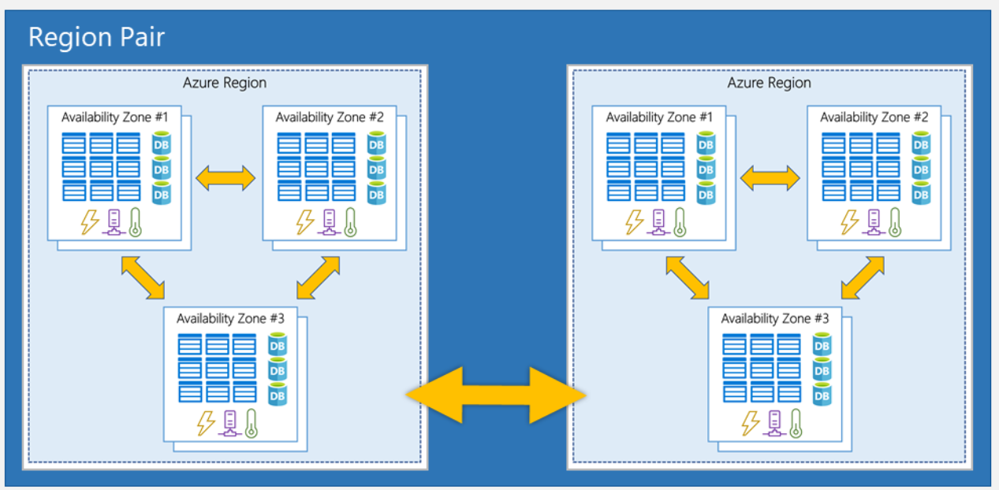 Region Pair
Azure Region
Availability Zone #1
DB
DB
DB
Availability Zone #2
DB
DB
DB
Availability Zone #3
DB
DB
DB
Azure Region
Availability Zone #1
DB
DB
DB
Availability Zone #2
DB
DB
DB
Availability Zone #3
DB
DB
DB